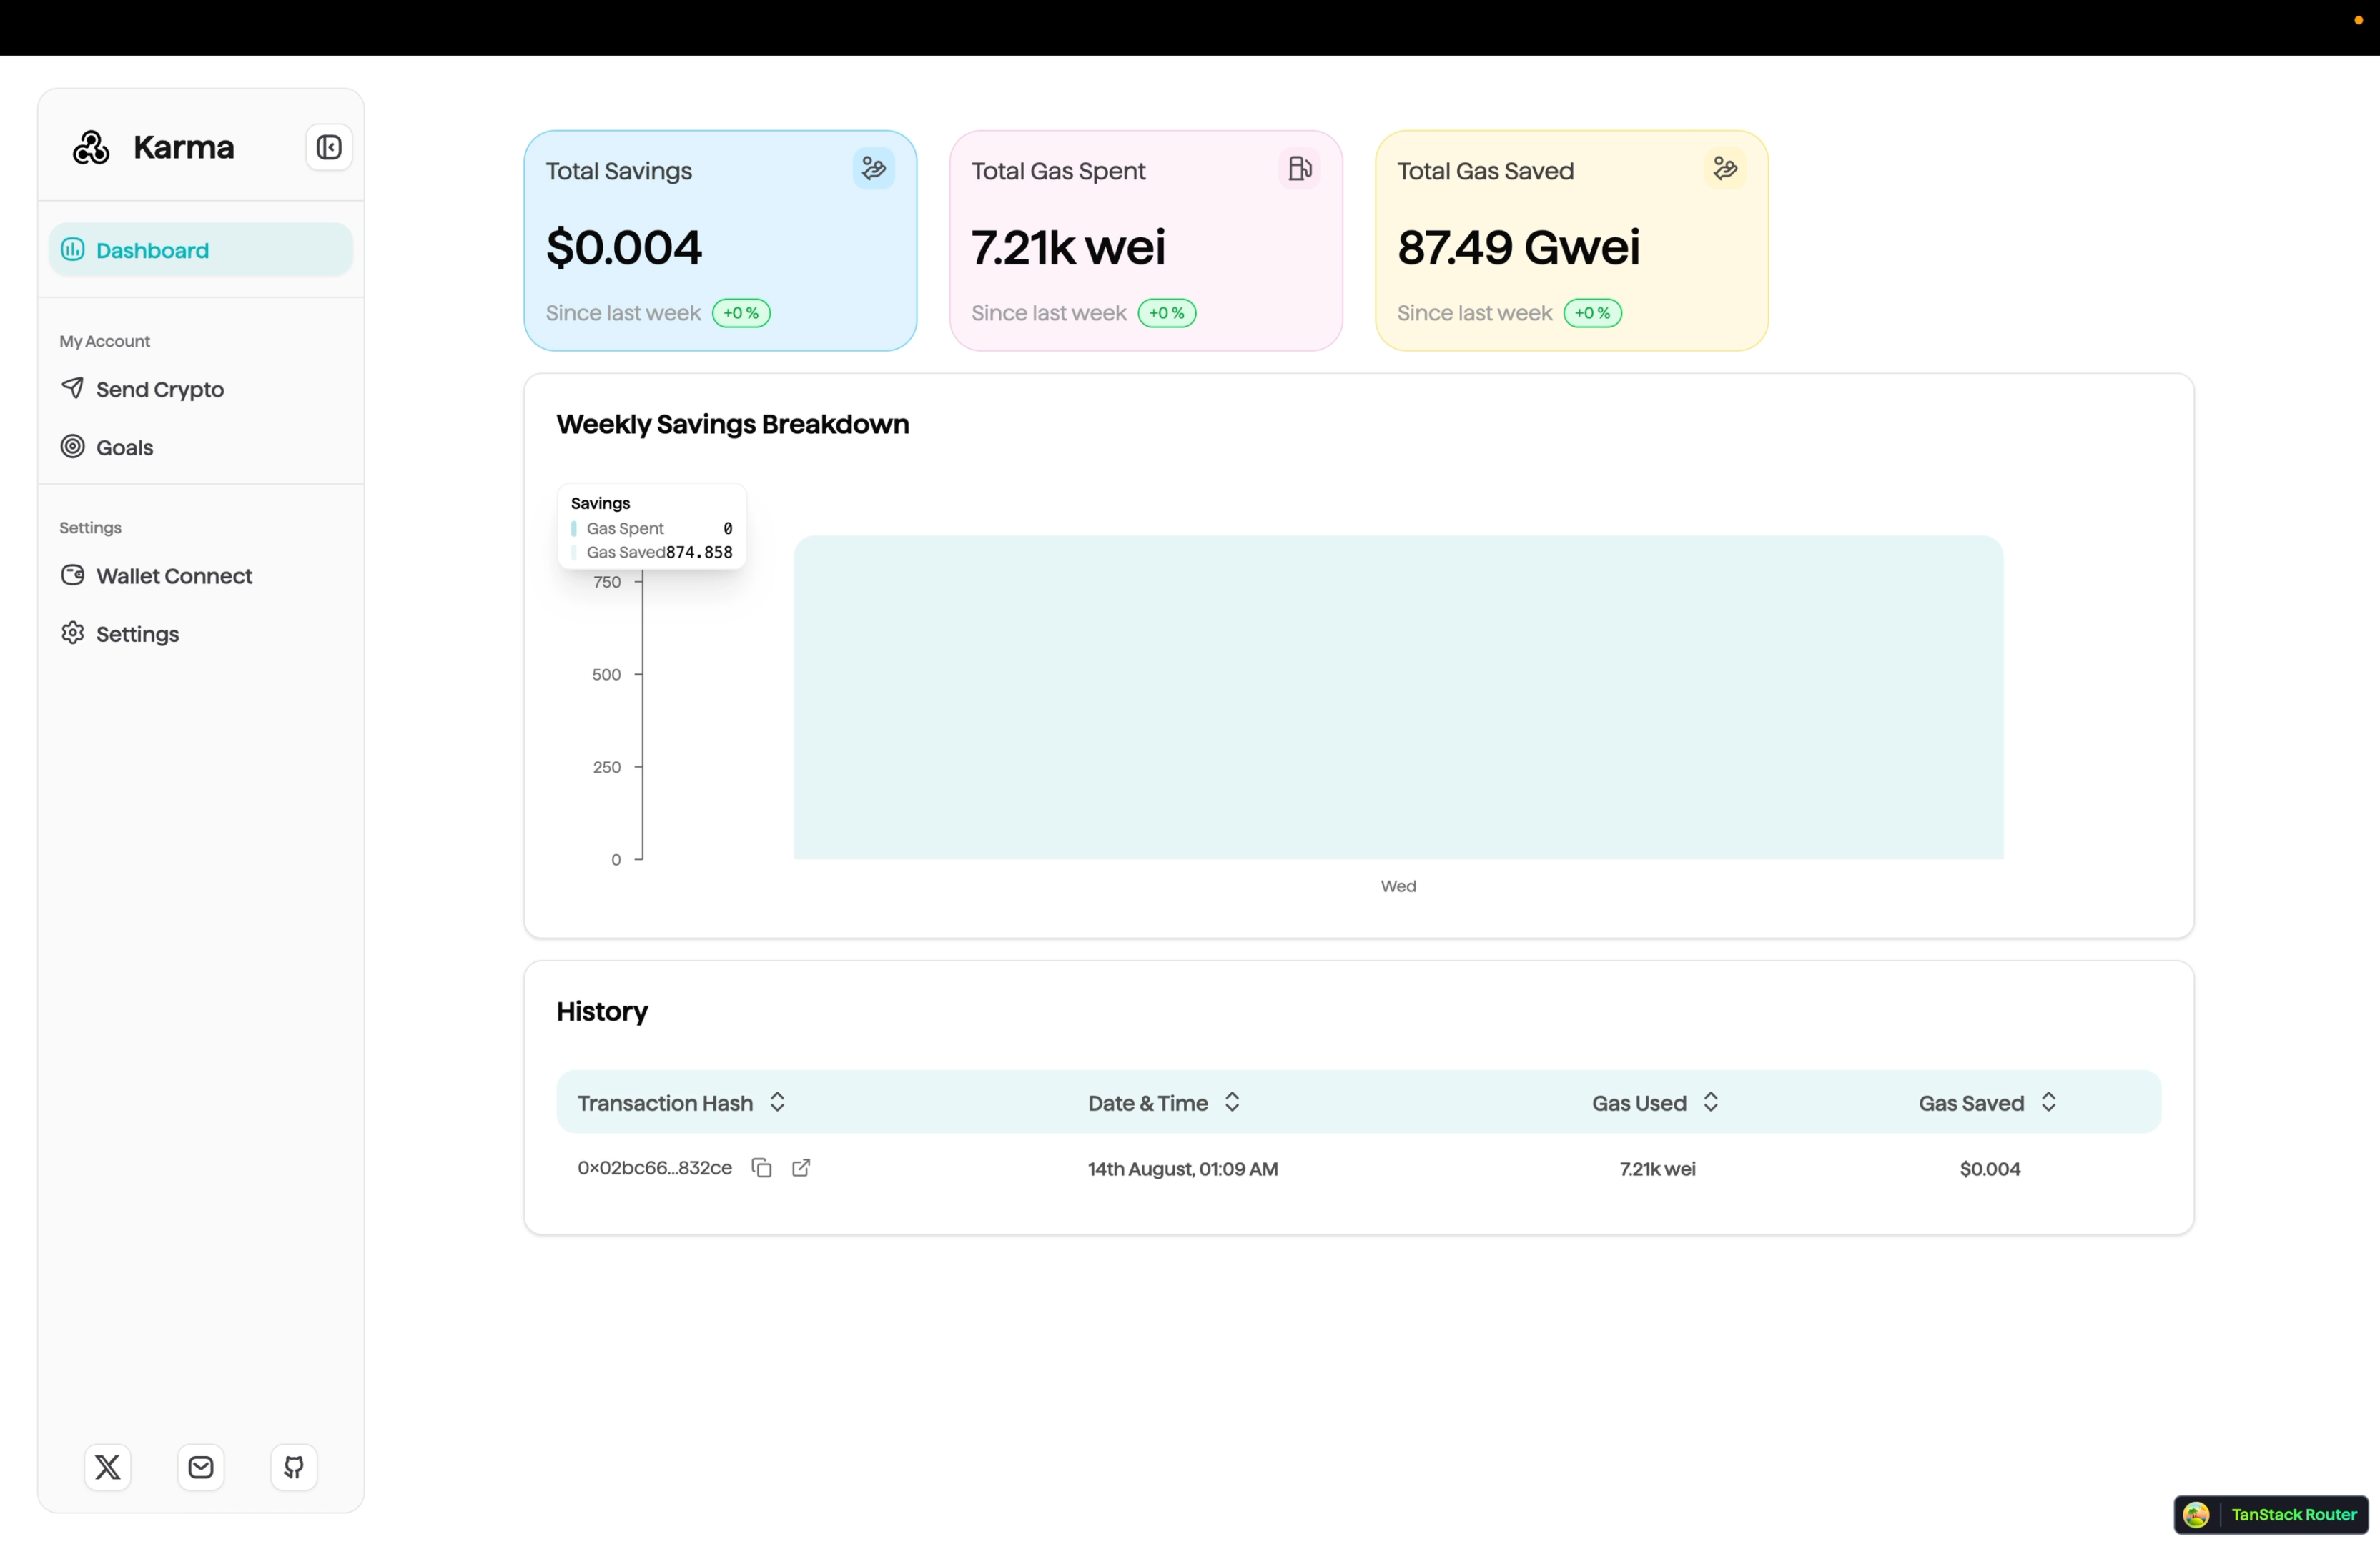 Karma
Dashboard
My Account
Send Crypto
Goals
Settings
Wallet Connect
Settings
Total Savings
$0.004
Since last week +0 %
Total Gas Spent
7.21k wei
Since last week +0 %
Total Gas Saved
87.49 Gwei
Since last week +0 %
Weekly Savings Breakdown
Savings
Gas Spent 0
Gas Saved 874.858
750
500
250
0
Wed
History
Transaction Hash Date & Time Gas Used Gas Saved
0×02bc66...832ce 14th August, 01:09 AM 7.21k wei $0.004
TanStack Router